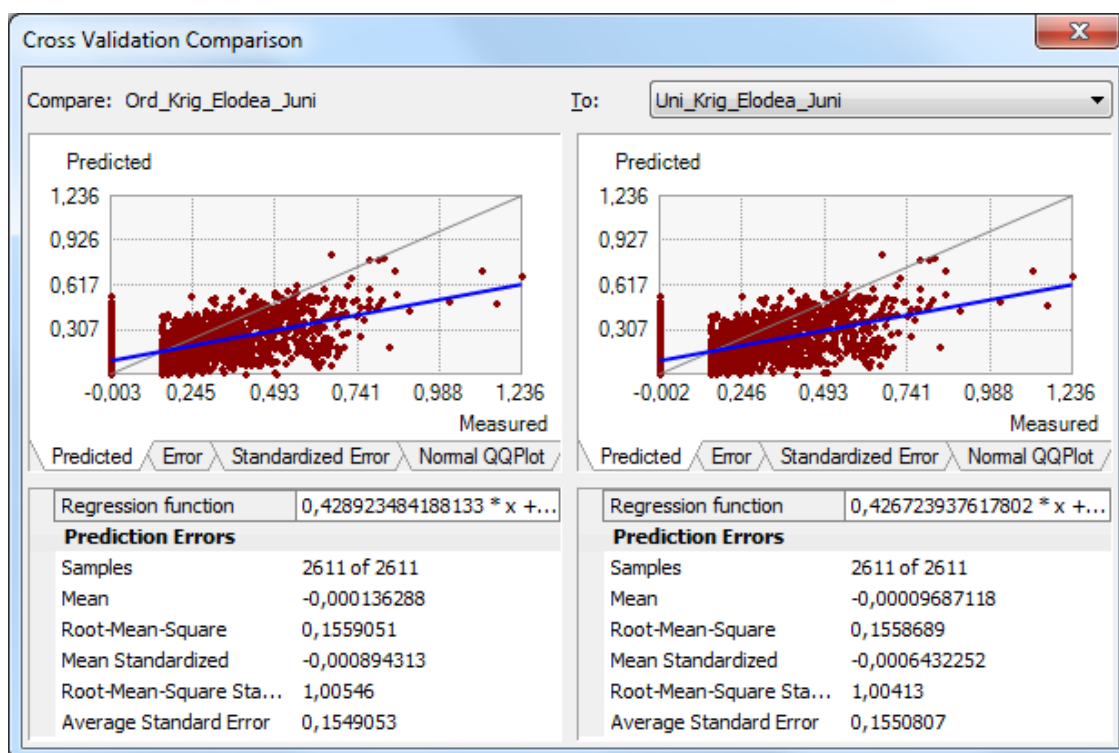 Cross Validation Comparison
Compare: Ord_Krig_Elodea_Juni
To: Uni_Krig_Elodea_Juni
Predicted
1,236
0,926
0,617
0,307
-0,003 0,245 0,493 0,741 0,988 1,236
Measured
Predicted Error Standardized Error Normal QQPlot
Regression function 0,428923484188133 * x +...
Prediction Errors
Samples 2611 of 2611
Mean -0,000136288
Root-Mean-Square 0,1559051
Mean Standardized -0,000894313
Root-Mean-Square Sta... 1,00546
Average Standard Error 0,1549053
Predicted
1,236
0,927
0,617
0,307
-0,002 0,246 0,493 0,741 0,988 1,236
Measured
Predicted Error Standardized Error Normal QQPlot
Regression function 0,426723937617802 * x +...
Prediction Errors
Samples 2611 of 2611
Mean -0,00009687118
Root-Mean-Square 0,1558689
Mean Standardized -0,0006432252
Root-Mean-Square Sta... 1,00413
Average Standard Error 0,1550807